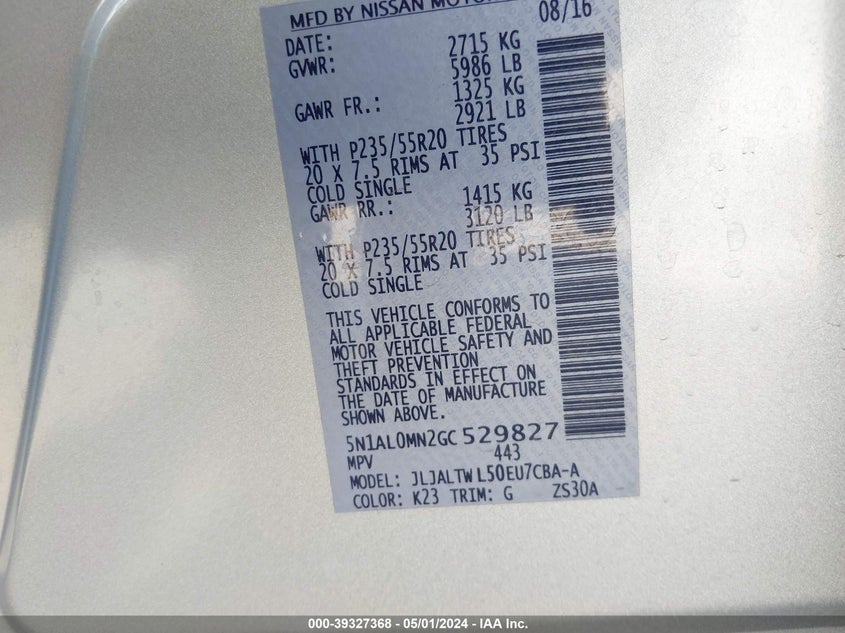 MFD BY NISSAN MOTOR
DATE: 08/16
GVWR: 2715 KG
5986 LB
GAWR FR.: 1325 KG
2921 LB
WITH P235/55R20 TIRES
20 X 7.5 RIMS AT 35 PSI
COLD SINGLE
GAWR RR.: 1415 KG
3120 LB
WITH P235/55R20 TIRES
20 X 7.5 RIMS AT 35 PSI
COLD SINGLE
THIS VEHICLE CONFORMS TO
ALL APPLICABLE FEDERAL
MOTOR VEHICLE SAFETY AND
THEFT PREVENTION
STANDARDS IN EFFECT ON
THE DATE OF MANUFACTURE
SHOWN ABOVE.
5N1AL0MN2GC529827
MPV 443
MODEL: JLJALTWL50EU7CBA-A
COLOR: K23 TRIM: G ZS30A
000-39327368 - 05/01/2024 - IAA Inc.